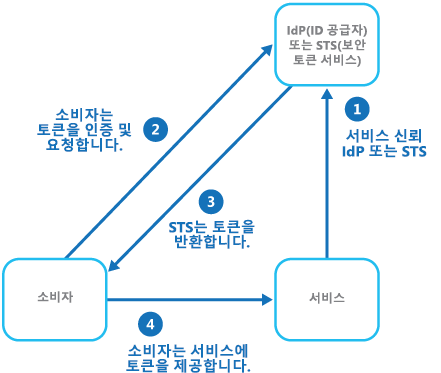 IdP(ID 공급자)
또는 STS(보안
토큰 서비스)
1
서비스 신뢰
IdP 또는 STS
2
소비자는
토큰을 인증 및
요청합니다.
3
STS는 토큰을
반환합니다.
소비자
서비스
4
소비자는 서비스에
토큰을 제공합니다.